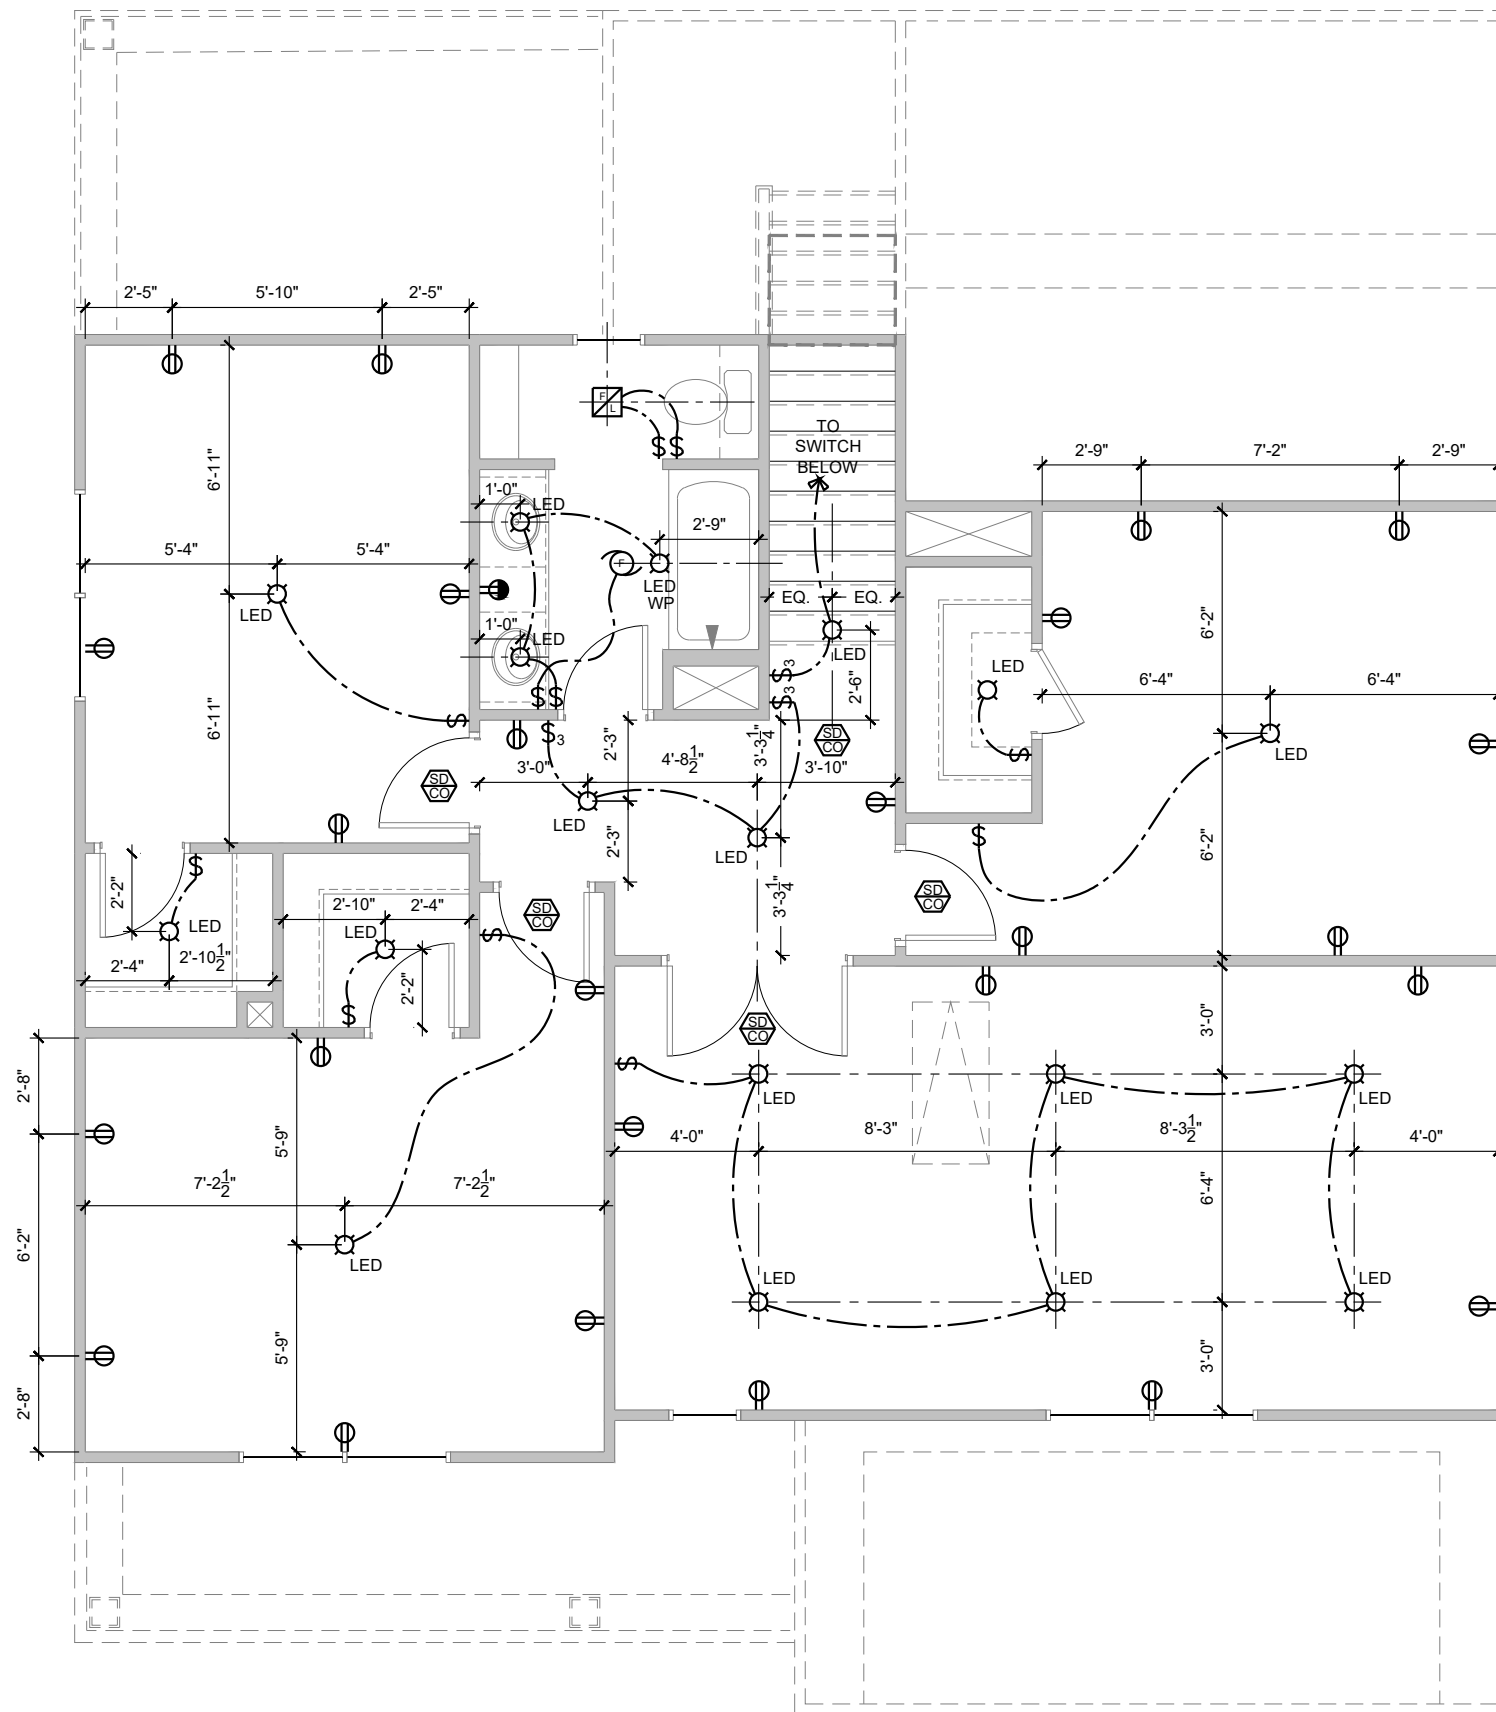 2'-5"
5'-10"
2'-5"
6'-11"
F
L
$
$
TO
SWITCH
BELOW
2'-9"
7'-2"
2'-9"
1'-0"
LED
2'-9"
5'-4"
5'-4"
F
LED
WP
EQ.
EQ.
LED
1'-0"
LED
6'-2"
LED
$3
LED
6'-4"
6'-4"
2'-6"
$
$
$3
6'-11"
$
$3
2'-3"
4'-8 1/2"
3'-3 1/4"
SD
CO
LED
$
3'-0"
3'-10"
SD
CO
LED
2'-3"
LED
$
6'-2"
$
2'-2"
3'-3 1/4"
SD
CO
2'-10"
2'-4"
SD
CO
LED
LED
$
2'-4"
2'-10 1/2"
2'-2"
$
SD
CO
3'-0"
2'-8"
$
LED
LED
LED
5'-9"
4'-0"
8'-3"
8'-3 1/2"
4'-0"
7'-2 1/2"
7'-2 1/2"
6'-4"
6'-2"
LED
LED
LED
LED
5'-9"
3'-0"
2'-8"